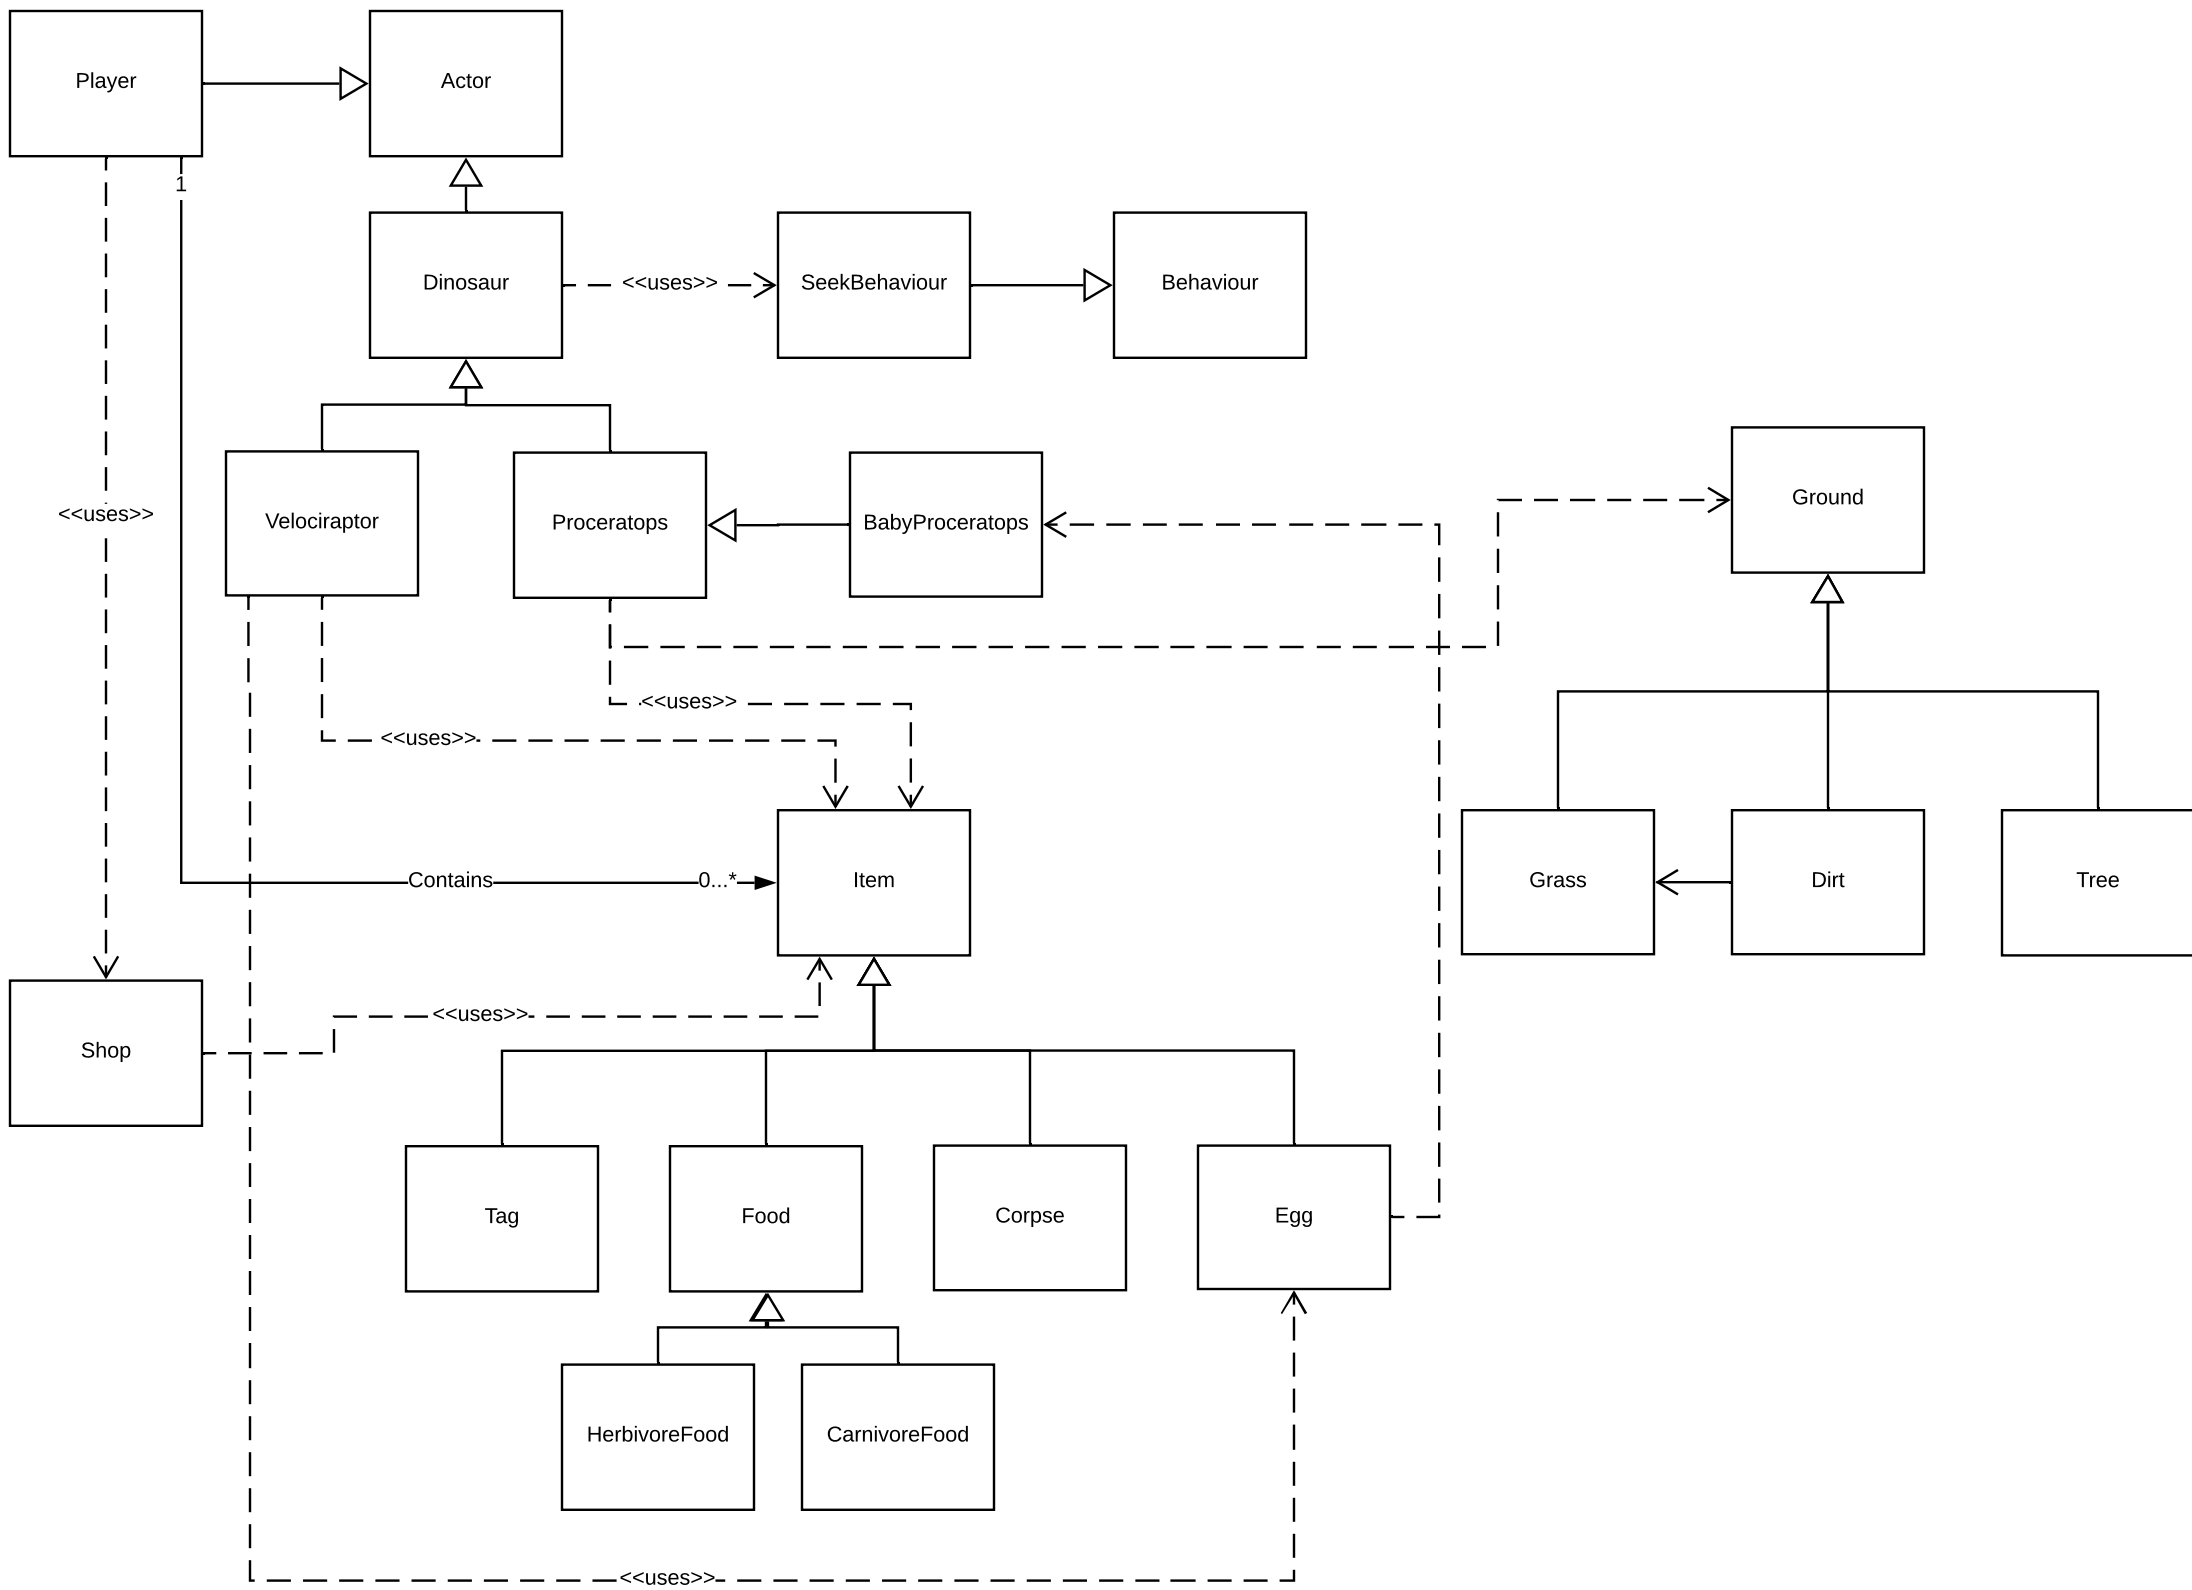 Player
Actor
1
Dinosaur
<<uses>>
SeekBehaviour
Behaviour
<<uses>>
Velociraptor
Proceratops
BabyProceratops
Ground
<<uses>>
<<uses>>
Contains
0...*
Item
Grass
Dirt
Tree
Shop
<<uses>>
Tag
Food
Corpse
Egg
HerbivoreFood
CarnivoreFood
<<uses>>